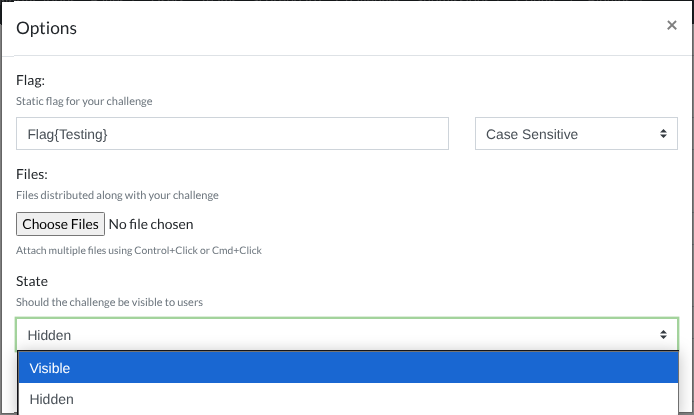 Options
×
Flag:
Static flag for your challenge
Flag{Testing}
Case Sensitive
Files:
Files distributed along with your challenge
Choose Files No file chosen
Attach multiple files using Control+Click or Cmd+Click
State
Should the challenge be visible to users
Hidden
Visible
Hidden